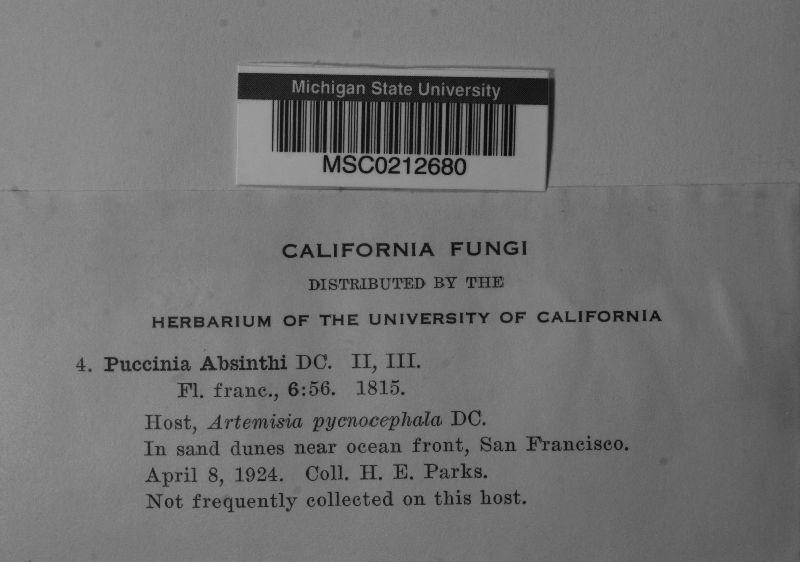 Michigan State University
MSC0212680
CALIFORNIA FUNGI
DISTRIBUTED BY THE
HERBARIUM OF THE UNIVERSITY OF CALIFORNIA
4. Puccinia Absinthi DC. II, III.
Fl. franc., 6:56. 1815.
Host, Artemisia pycnocephala DC.
In sand dunes near ocean front, San Francisco.
April 8, 1924. Coll. H. E. Parks.
Not frequently collected on this host.